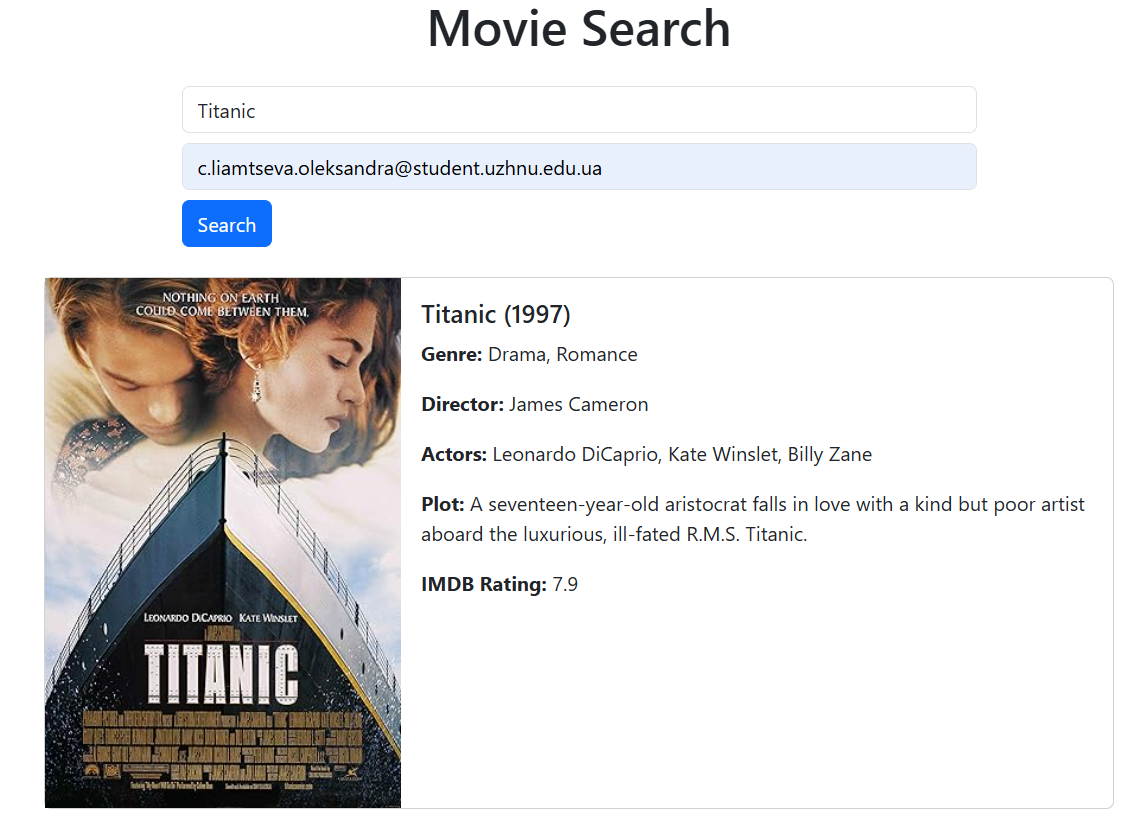 Movie Search
Titanic
c.liamtseva.oleksandra@student.uzhnu.edu.ua
Search
NOTHING ON EARTH
COULD COME BETWEEN THEM.
LEONARDO DICAPRIO KATE WINSLET
TITANIC
Titanic (1997)
Genre: Drama, Romance
Director: James Cameron
Actors: Leonardo DiCaprio, Kate Winslet, Billy Zane
Plot: A seventeen-year-old aristocrat falls in love with a kind but poor artist
aboard the luxurious, ill-fated R.M.S. Titanic.
IMDB Rating: 7.9